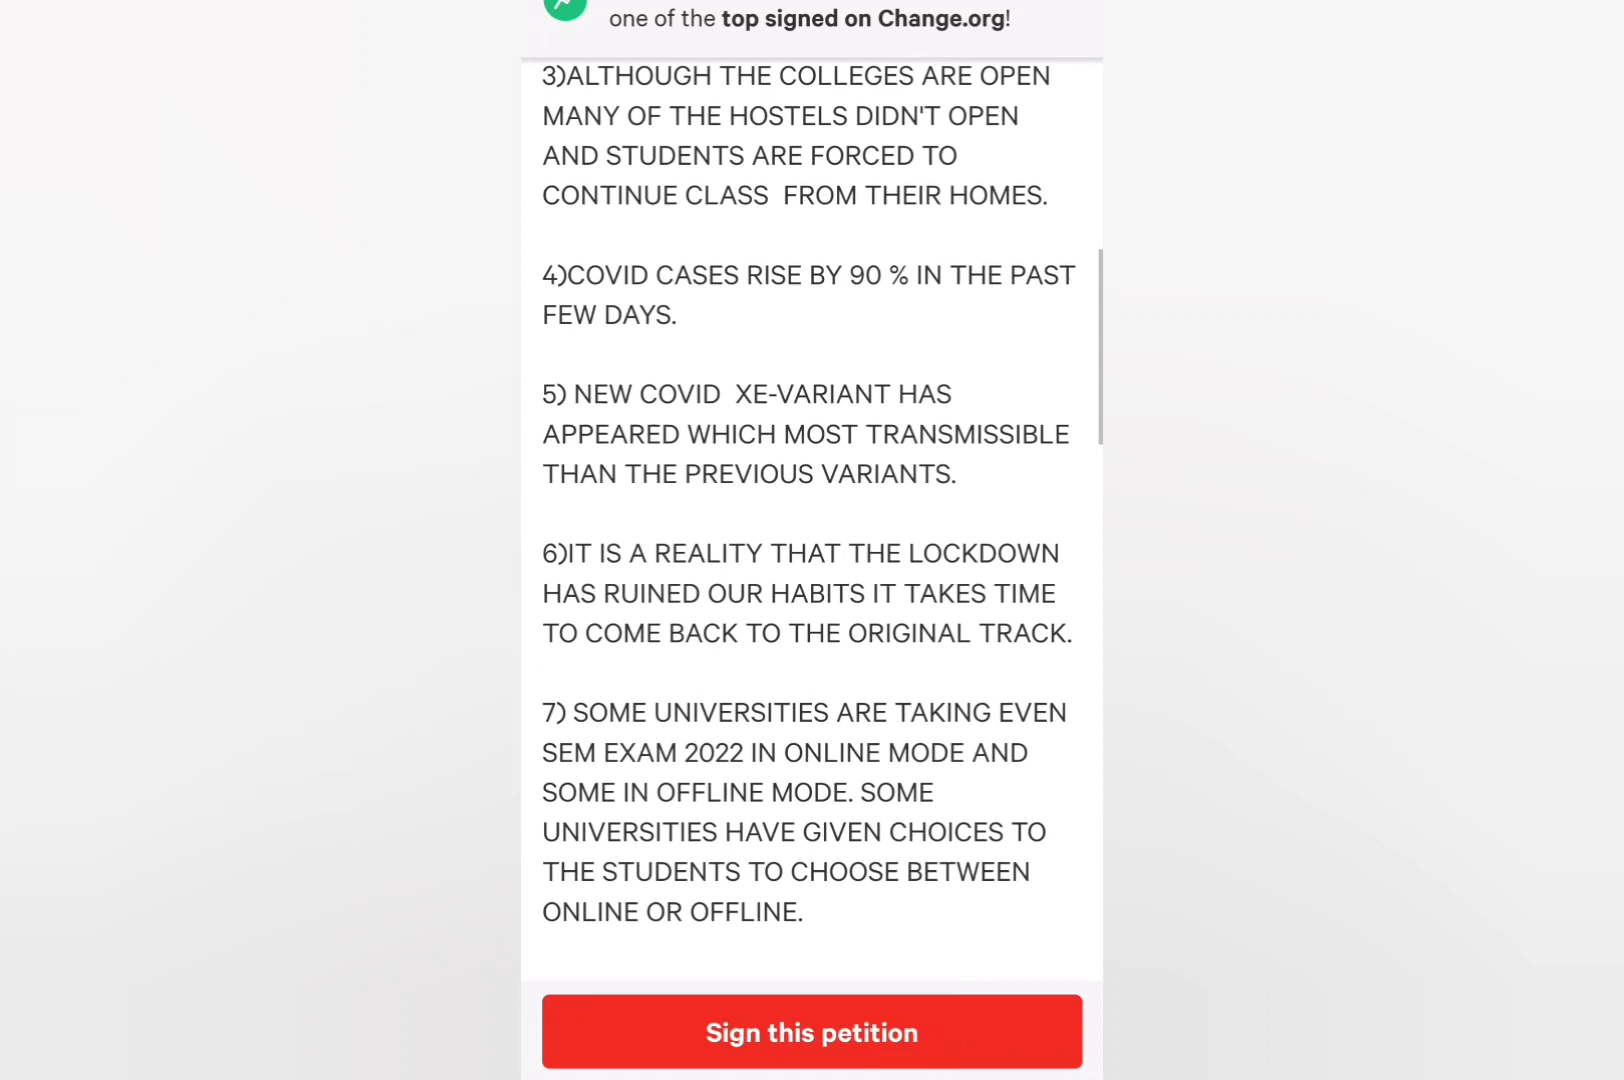 one of the top signed on Change.org!
3)ALTHOUGH THE COLLEGES ARE OPEN
MANY OF THE HOSTELS DIDN'T OPEN
AND STUDENTS ARE FORCED TO
CONTINUE CLASS  FROM THEIR HOMES.
4)COVID CASES RISE BY 90 % IN THE PAST
FEW DAYS.
5) NEW COVID  XE-VARIANT HAS
APPEARED WHICH MOST TRANSMISSIBLE
THAN THE PREVIOUS VARIANTS.
6)IT IS A REALITY THAT THE LOCKDOWN
HAS RUINED OUR HABITS IT TAKES TIME
TO COME BACK TO THE ORIGINAL TRACK.
7) SOME UNIVERSITIES ARE TAKING EVEN
SEM EXAM 2022 IN ONLINE MODE AND
SOME IN OFFLINE MODE. SOME
UNIVERSITIES HAVE GIVEN CHOICES TO
THE STUDENTS TO CHOOSE BETWEEN
ONLINE OR OFFLINE.
Sign this petition